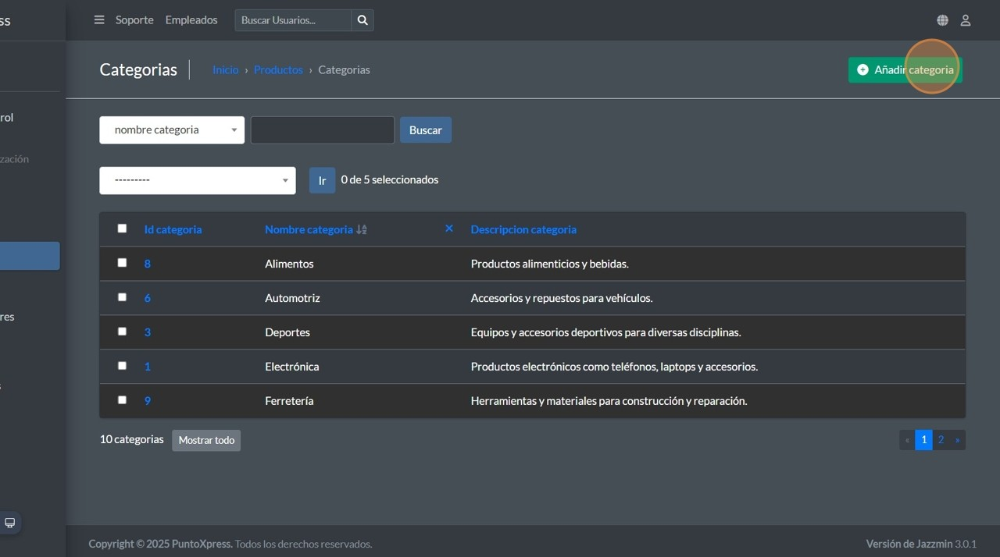 ss
Soporte Empleados Buscar Usuarios...
Categorias Inicio › Productos › Categorias Añadir categoria
rol
nombre categoria Buscar
zación
--------- Ir 0 de 5 seleccionados
Id categoria Nombre categoria Descripcion categoria
8 Alimentos Productos alimenticios y bebidas.
6 Automotriz Accesorios y repuestos para vehículos.
res
3 Deportes Equipos y accesorios deportivos para diversas disciplinas.
1 Electrónica Productos electrónicos como teléfonos, laptops y accesorios.
s
9 Ferretería Herramientas y materiales para construcción y reparación.
10 categorias Mostrar todo « 1 2 »
Copyright © 2025 PuntoXpress. Todos los derechos reservados. Versión de Jazzmin 3.0.1